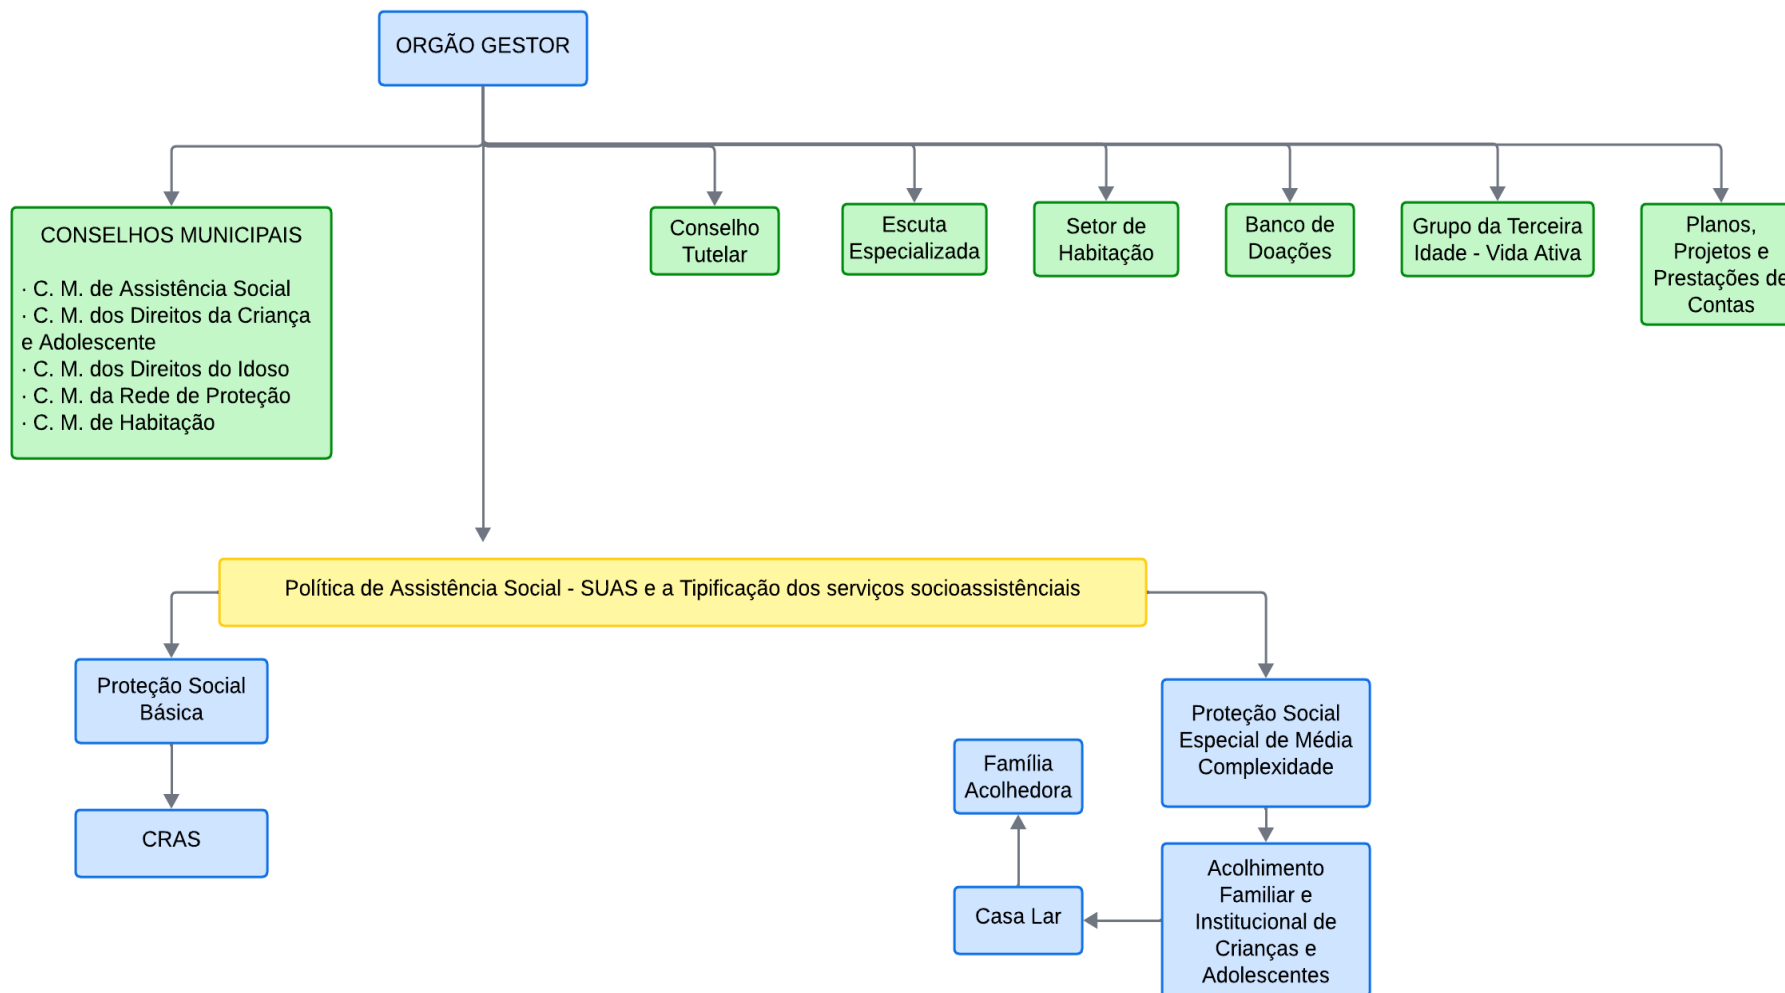 ORGÃO GESTOR
CONSELHOS MUNICIPAIS
· C. M. de Assistência Social
· C. M. dos Direitos da Criança
e Adolescente
· C. M. dos Direitos do Idoso
· C. M. da Rede de Proteção
· C. M. de Habitação
Conselho
Tutelar
Escuta
Especializada
Setor de
Habitação
Banco de
Doações
Grupo da Terceira
Idade - Vida Ativa
Planos,
Projetos e
Prestações de
Contas
Política de Assistência Social - SUAS e a Tipificação dos serviços socioassistênciais
Proteção Social
Básica
CRAS
Proteção Social
Especial de Média
Complexidade
Família
Acolhedora
Casa Lar
Acolhimento
Familiar e
Institucional de
Crianças e
Adolescentes